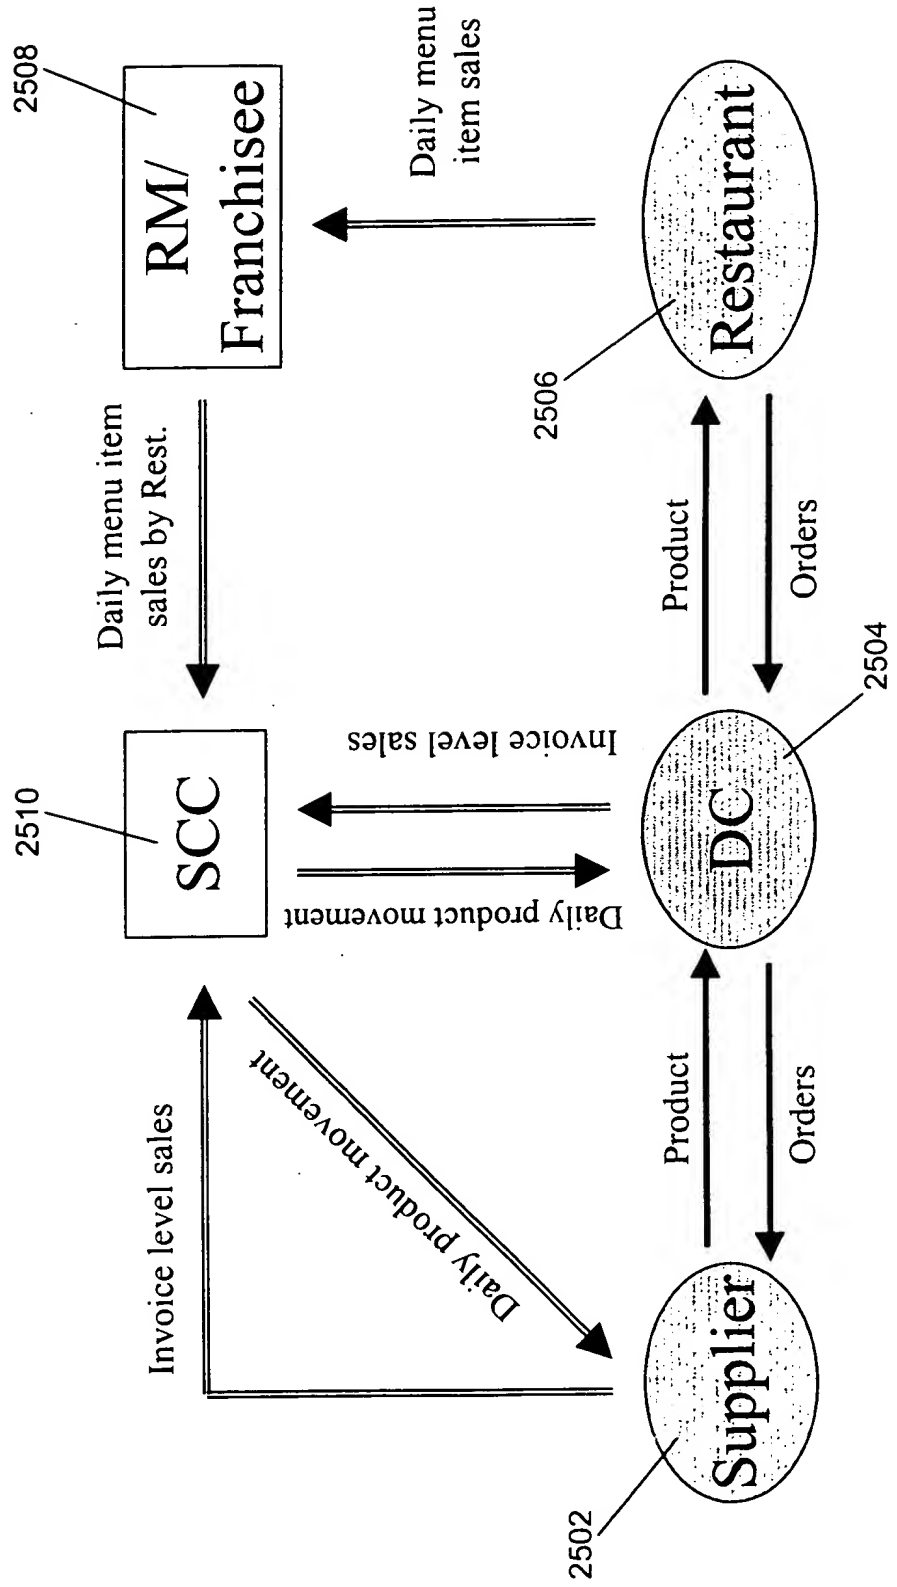 2510
2508
Invoice level sales
SCC
Daily menu item
sales by Rest.
RM/
Franchisee
Daily product movement
Daily product movement
Invoice level sales
Daily menu
item sales
2502
2506
Product
Product
Supplier
DC
Restaurant
Orders
Orders
2504